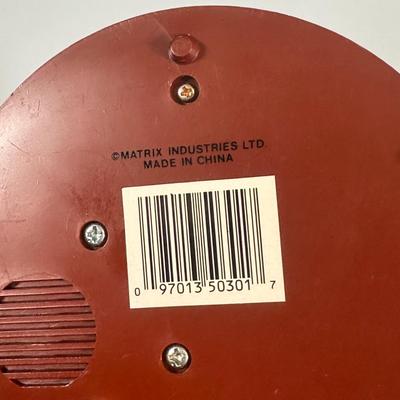 ©MATRIX INDUSTRIES LTD.
MADE IN CHINA
0 97013 50301 7